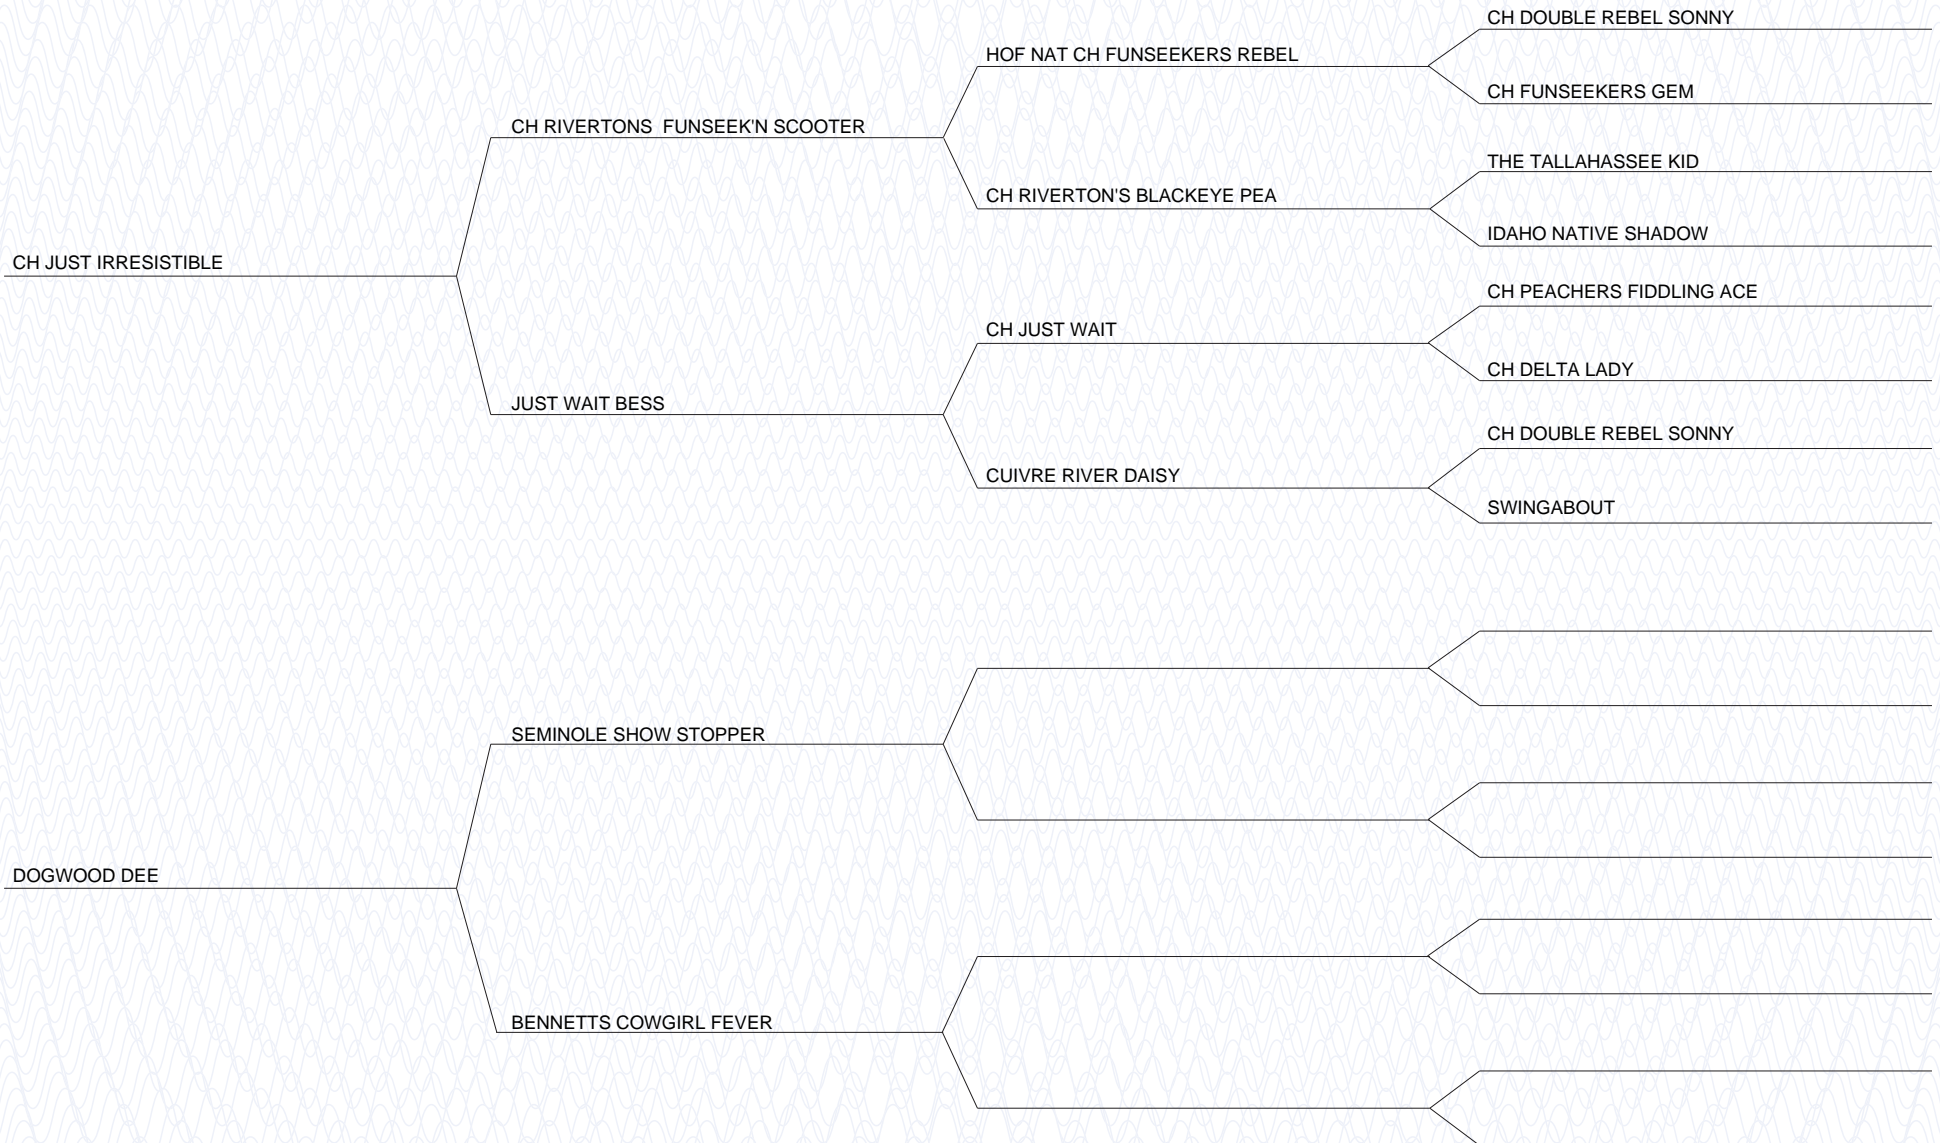 CH DOUBLE REBEL SONNY
HOF NAT CH FUNSEEKERS REBEL
CH FUNSEEKERS GEM
CH RIVERTONS  FUNSEEK'N SCOOTER
THE TALLAHASSEE KID
CH RIVERTON'S BLACKEYE PEA
IDAHO NATIVE SHADOW
CH JUST IRRESISTIBLE
CH PEACHERS FIDDLING ACE
CH JUST WAIT
CH DELTA LADY
JUST WAIT BESS
CH DOUBLE REBEL SONNY
CUIVRE RIVER DAISY
SWINGABOUT
SEMINOLE SHOW STOPPER
DOGWOOD DEE
BENNETTS COWGIRL FEVER